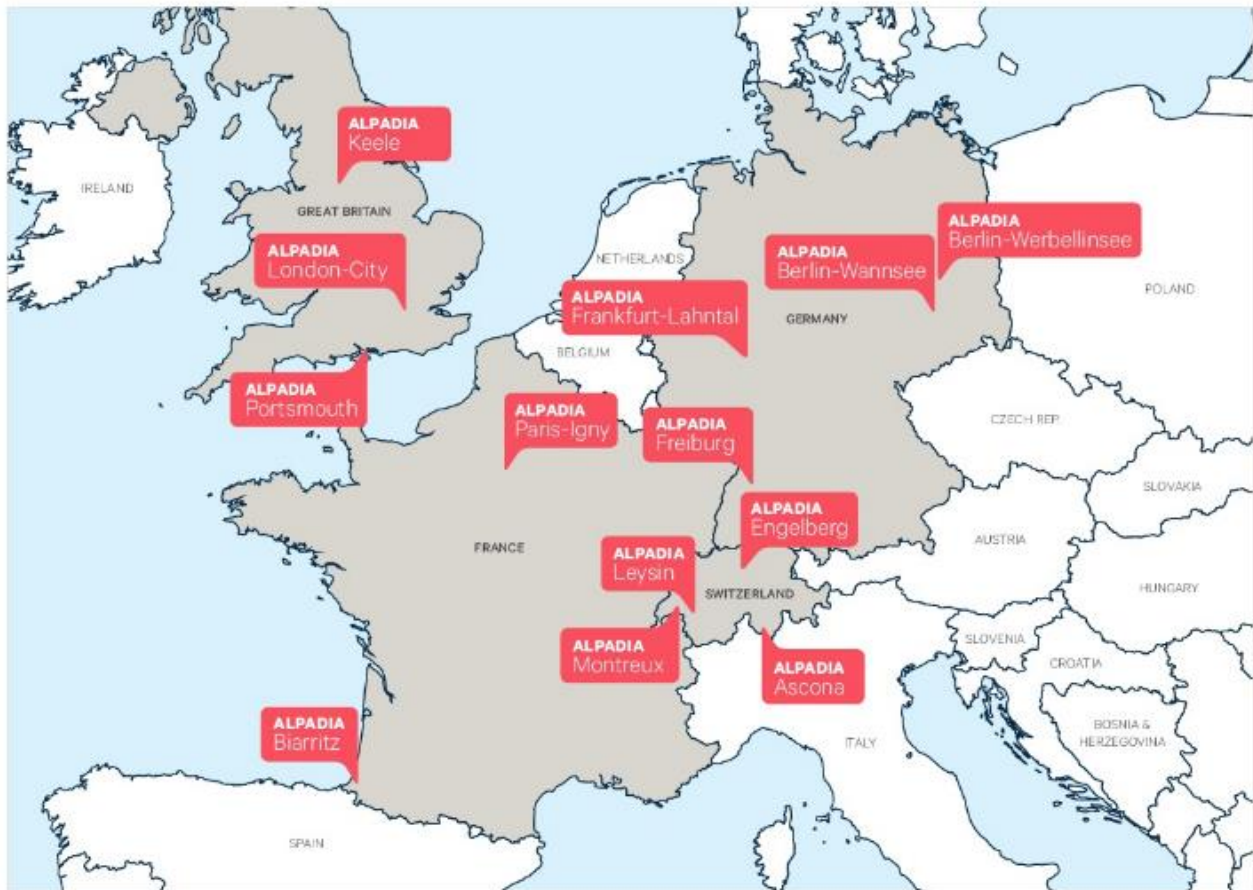 ALPADIA
Keele
IRELAND
GREAT BRITAIN
ALPADIA
London-City
ALPADIA
Berlin-Werbellinsee
ALPADIA
Berlin-Wannsee
NETHERLANDS
ALPADIA
Frankfurt-Lahntal
GERMANY
POLAND
BELGIUM
ALPADIA
Portsmouth
ALPADIA
Paris-Igny
ALPADIA
Freiburg
CZECH REP.
SLOVAKIA
ALPADIA
Engelberg
AUSTRIA
FRANCE
ALPADIA
Leysin
HUNGARY
SWITZERLAND
ALPADIA
Montreux
ALPADIA
Ascona
SLOVENIA
CROATIA
ALPADIA
Biarritz
BOSNIA &
HERZEGOVINA
ITALY
SPAIN